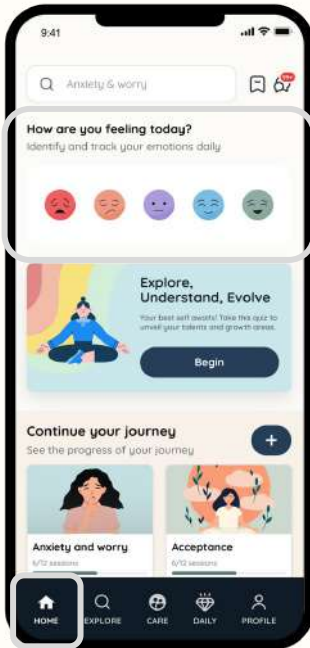 9:41
Anxiety & worry
99+
How are you feeling today?
Identify and track your emotions daily
Explore,
Understand, Evolve
Your best self awaits! Take this quiz to
unveil your talents and growth areas.
Begin
Continue your journey
See the progress of your journey
+
Anxiety and worry
6/12 sessions
Acceptance
6/12 sessions
HOME
EXPLORE
CARE
DAILY
PROFILE